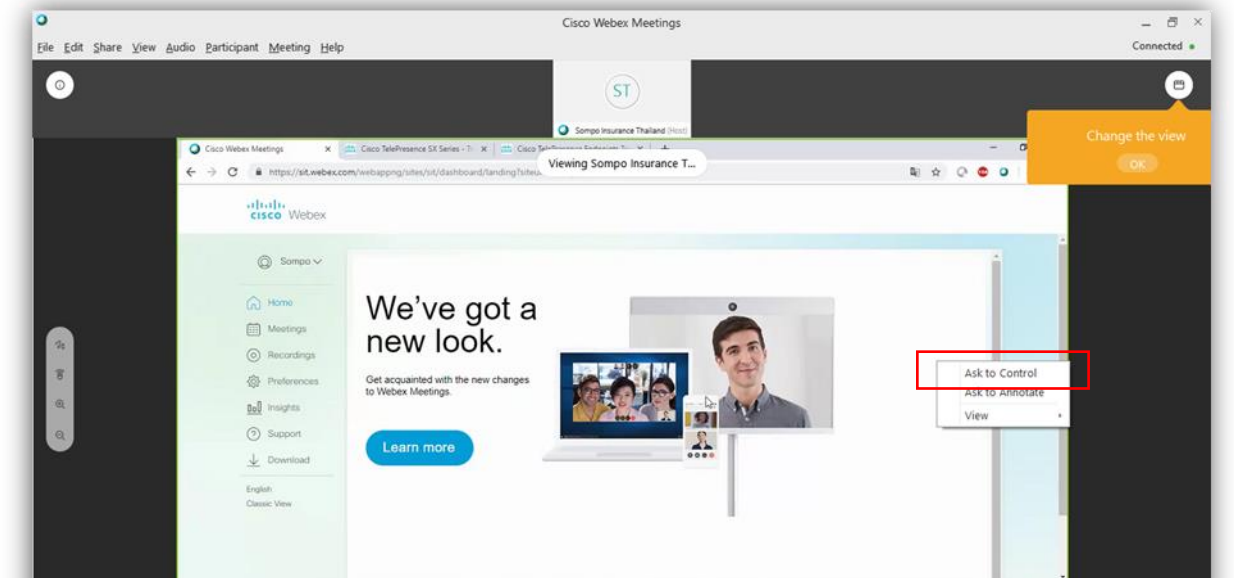 Cisco Webex Meetings
File Edit Share View Audio Participant Meeting Help
Connected
ST
Sompo Insurance Thailand (Host)
Change the view
OK
Cisco Webex Meetings
Cisco TelePresence SX Series - T
Viewing Sompo Insurance T...
https://sit.webex.com/webappng/sites/sit/dashboard/landing?siteu
cisco Webex
Sompo
Home
Meetings
Recordings
Preferences
Insights
Support
Download
English
Classic View
We've got a
new look.
Get acquainted with the new changes
to Webex Meetings.
Learn more
Ask to Control
Ask to Annotate
View